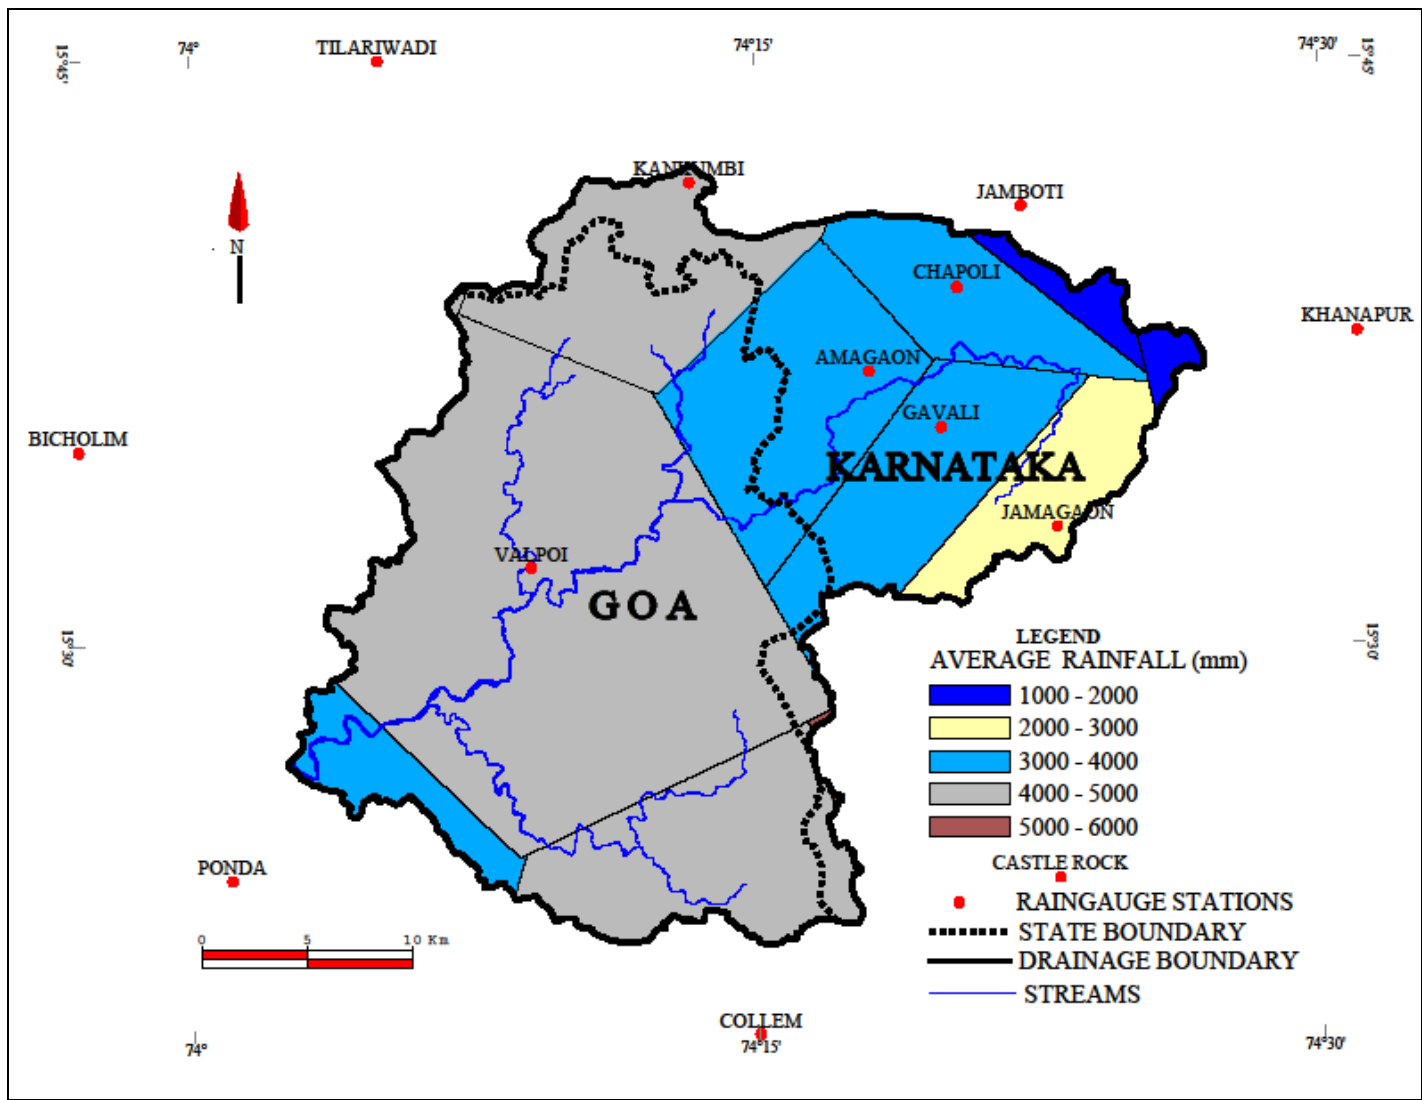 TILARIWADI
74°
74°15'
74°30'
15°45'
15°45'
KANKUMBI
JAMBOTI
N
CHAPOLI
KHANAPUR
AMAGAON
GAVALI
BICHOLIM
KARNATAKA
JAMAGAON
VALPOI
GOA
15°30'
15°30'
LEGEND
AVERAGE RAINFALL (mm)
1000 - 2000
2000 - 3000
3000 - 4000
4000 - 5000
5000 - 6000
PONDA
CASTLE ROCK
RAINGAUGE STATIONS
STATE BOUNDARY
0 5 10 Km
DRAINAGE BOUNDARY
STREAMS
COLLEM
74°
74°15'
74°30'